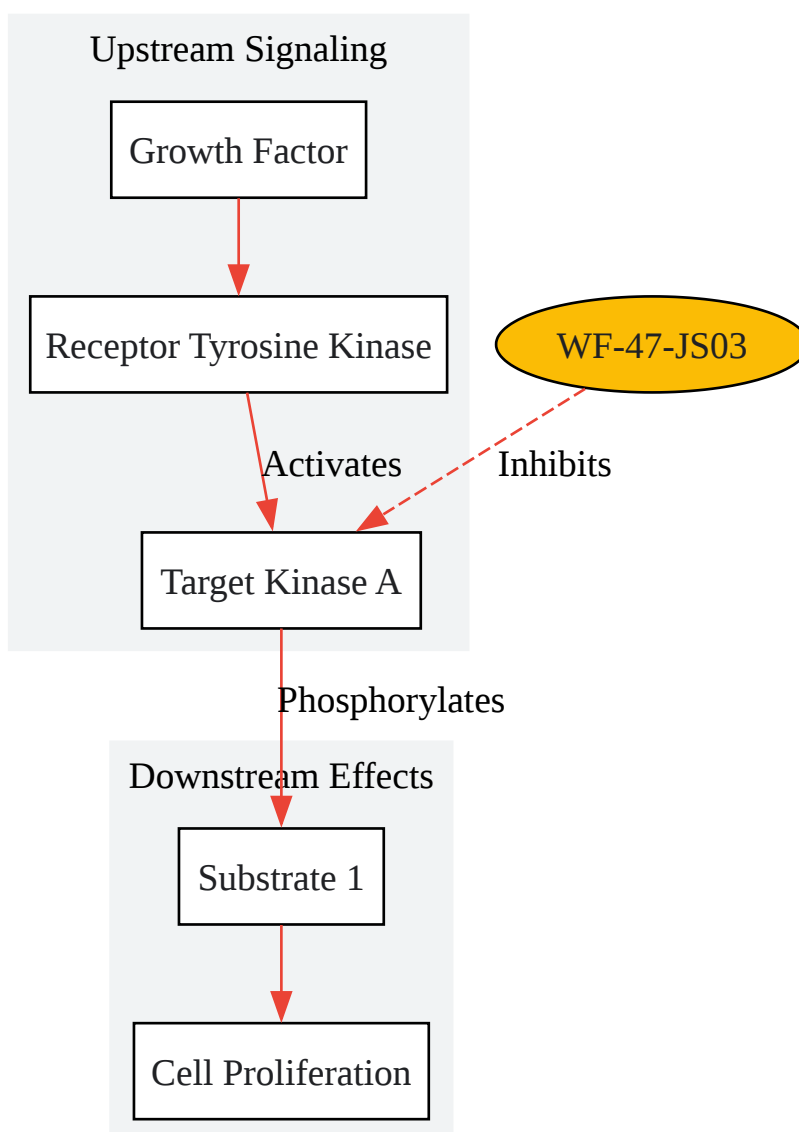 Upstream Signaling
Growth Factor
Receptor Tyrosine Kinase
WF-47-JS03
Activates
Inhibits
Target Kinase A
Phosphorylates
Downstream Effects
Substrate 1
Cell Proliferation